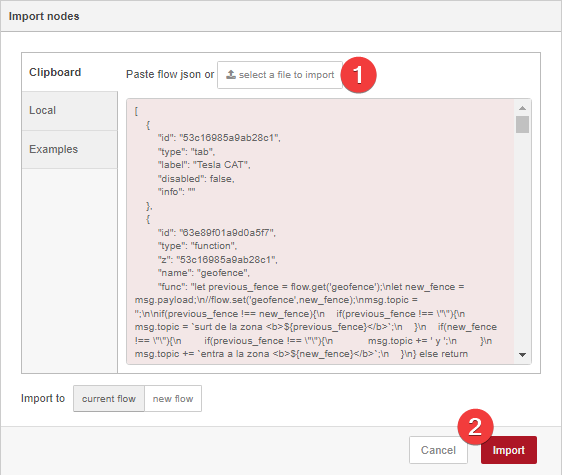 Import nodes
Clipboard
Local
Examples
Paste flow json or select a file to import 1
[
{
"id": "53c16985a9ab28c1",
"type": "tab",
"label": "Tesla CAT",
"disabled": false,
"info": ""
},
{
"id": "63e89f01a9d0a5f7",
"type": "function",
"z": "53c16985a9ab28c1",
"name": "geofence",
"func": "let previous_fence = flow.get('geofence');\nlet new_fence =
msg.payload;\n//flow.set('geofence',new_fence);\nmsg.topic =
'';\n\nif(previous_fence !== new_fence){\n    if(previous_fence !== \"\"){\n
msg.topic = `surt de la zona <b>${previous_fence}</b>`;\n    }\n    if(new_fence
!== \"\"){\n        if(previous_fence !== \"\"){\n            msg.topic += ' y ';\n        }\n
msg.topic += `entra a la zona <b>${new_fence}</b>`;\n    }\n} else return
Import to current flow new flow
2
Cancel Import